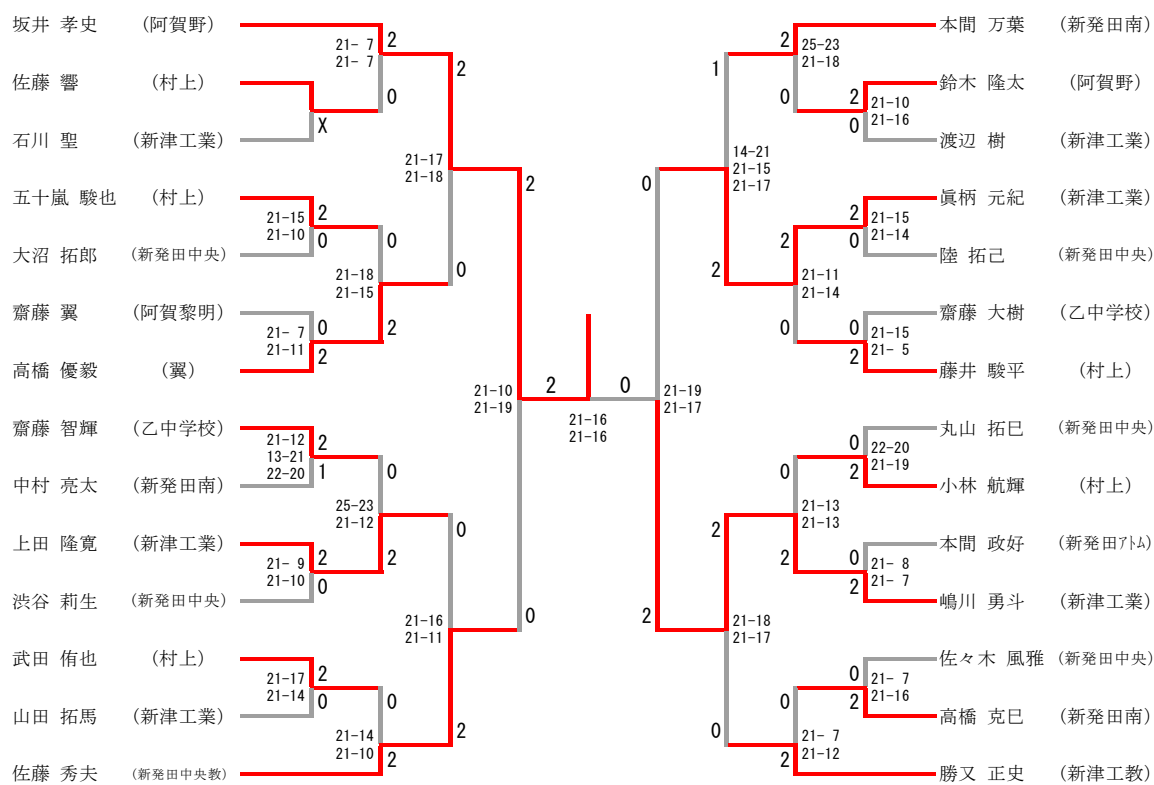 坂井 孝史 (阿賀野)
21- 7 2
21- 7
0
佐藤 響 (村上)
X
石川 聖 (新津工業)
2
21-17
21-18
0
五十嵐 駿也 (村上)
21-15 2
21-10 0
大沼 拓郎 (新発田中央)
0
21-18
21-15
2
齋藤 翼 (阿賀黎明)
21- 7 0
21-11 2
高橋 優毅 (翼)
2
21-10
21-19
0
齋藤 智輝 (乙中学校)
21-12 2
13-21
22-20 1
中村 亮太 (新発田南)
0
25-23
21-12
2
上田 隆寛 (新津工業)
21- 9 2
21-10 0
渋谷 莉生 (新発田中央)
0
21-16
21-11
2
武田 侑也 (村上)
21-17 2
21-14 0
山田 拓馬 (新津工業)
0
21-14
21-10
2
佐藤 秀夫 (新発田中央教)
2 0
21-16
21-16
本間 万葉 (新発田南)
2 25-23
21-18
0
鈴木 隆太 (阿賀野)
2 21-10
0 21-16
渡辺 樹 (新津工業)
1
14-21
21-15
21-17
2
眞柄 元紀 (新津工業)
2 21-15
0 21-14
陸 拓己 (新発田中央)
2
21-11
21-14
0
齋藤 大樹 (乙中学校)
0 21-15
2 21- 5
藤井 駿平 (村上)
0
21-19
21-17
2
丸山 拓巳 (新発田中央)
0 22-20
2 21-19
小林 航輝 (村上)
0
21-13
21-13
2
本間 政好 (新発田アトム)
0 21- 8
2 21- 7
嶋川 勇斗 (新津工業)
2
21-18
21-17
0
佐々木 風雅 (新発田中央)
0 21- 7
2 21-16
高橋 克巳 (新発田南)
0
21- 7
21-12
2
勝又 正史 (新津工教)